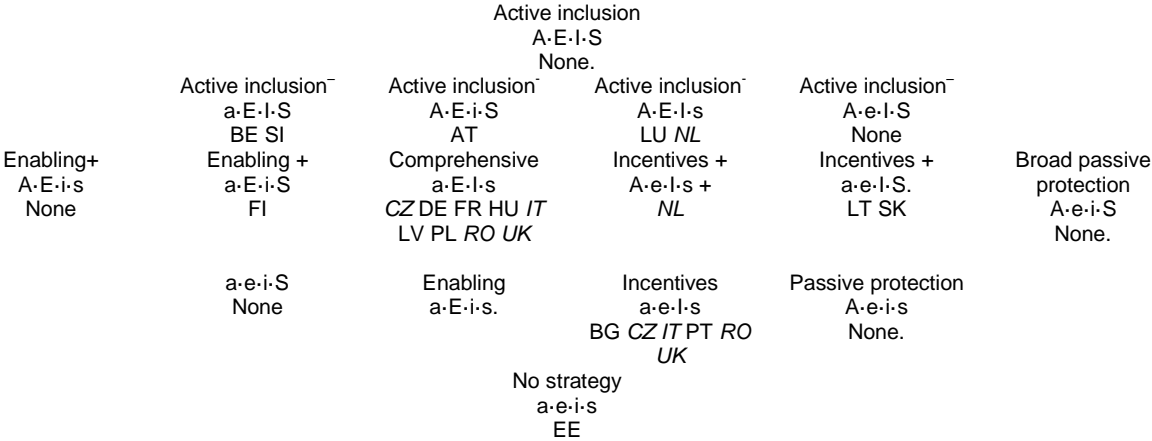 Active inclusion
A·E·I·S
None.
Active inclusion⁻ Active inclusion⁻ Active inclusion⁻ Active inclusion⁻
a·E·I·S A·E·i·S A·E·I·s A·e·I·S
BE SI AT LU NL None
Enabling+ Enabling + Comprehensive Incentives + Incentives + Broad passive
A·E·i·s a·E·i·S a·E·I·s A·e·I·s + a·e·I·S. protection
None FI CZ DE FR HU IT NL LT SK A·e·i·S
LV PL RO UK None.
a·e·i·S Enabling Incentives Passive protection
None a·E·i·s. a·e·I·s A·e·i·s
BG CZ IT PT RO None.
UK
No strategy
a·e·i·s
EE